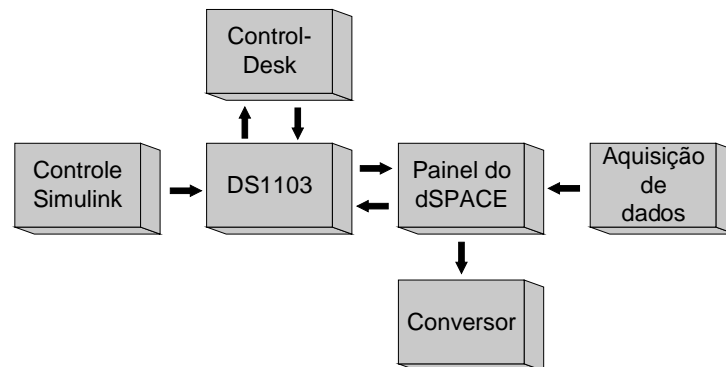 Control-
Desk
Controle
Simulink
DS1103
Painel do
dSPACE
Aquisição
de
dados
Conversor